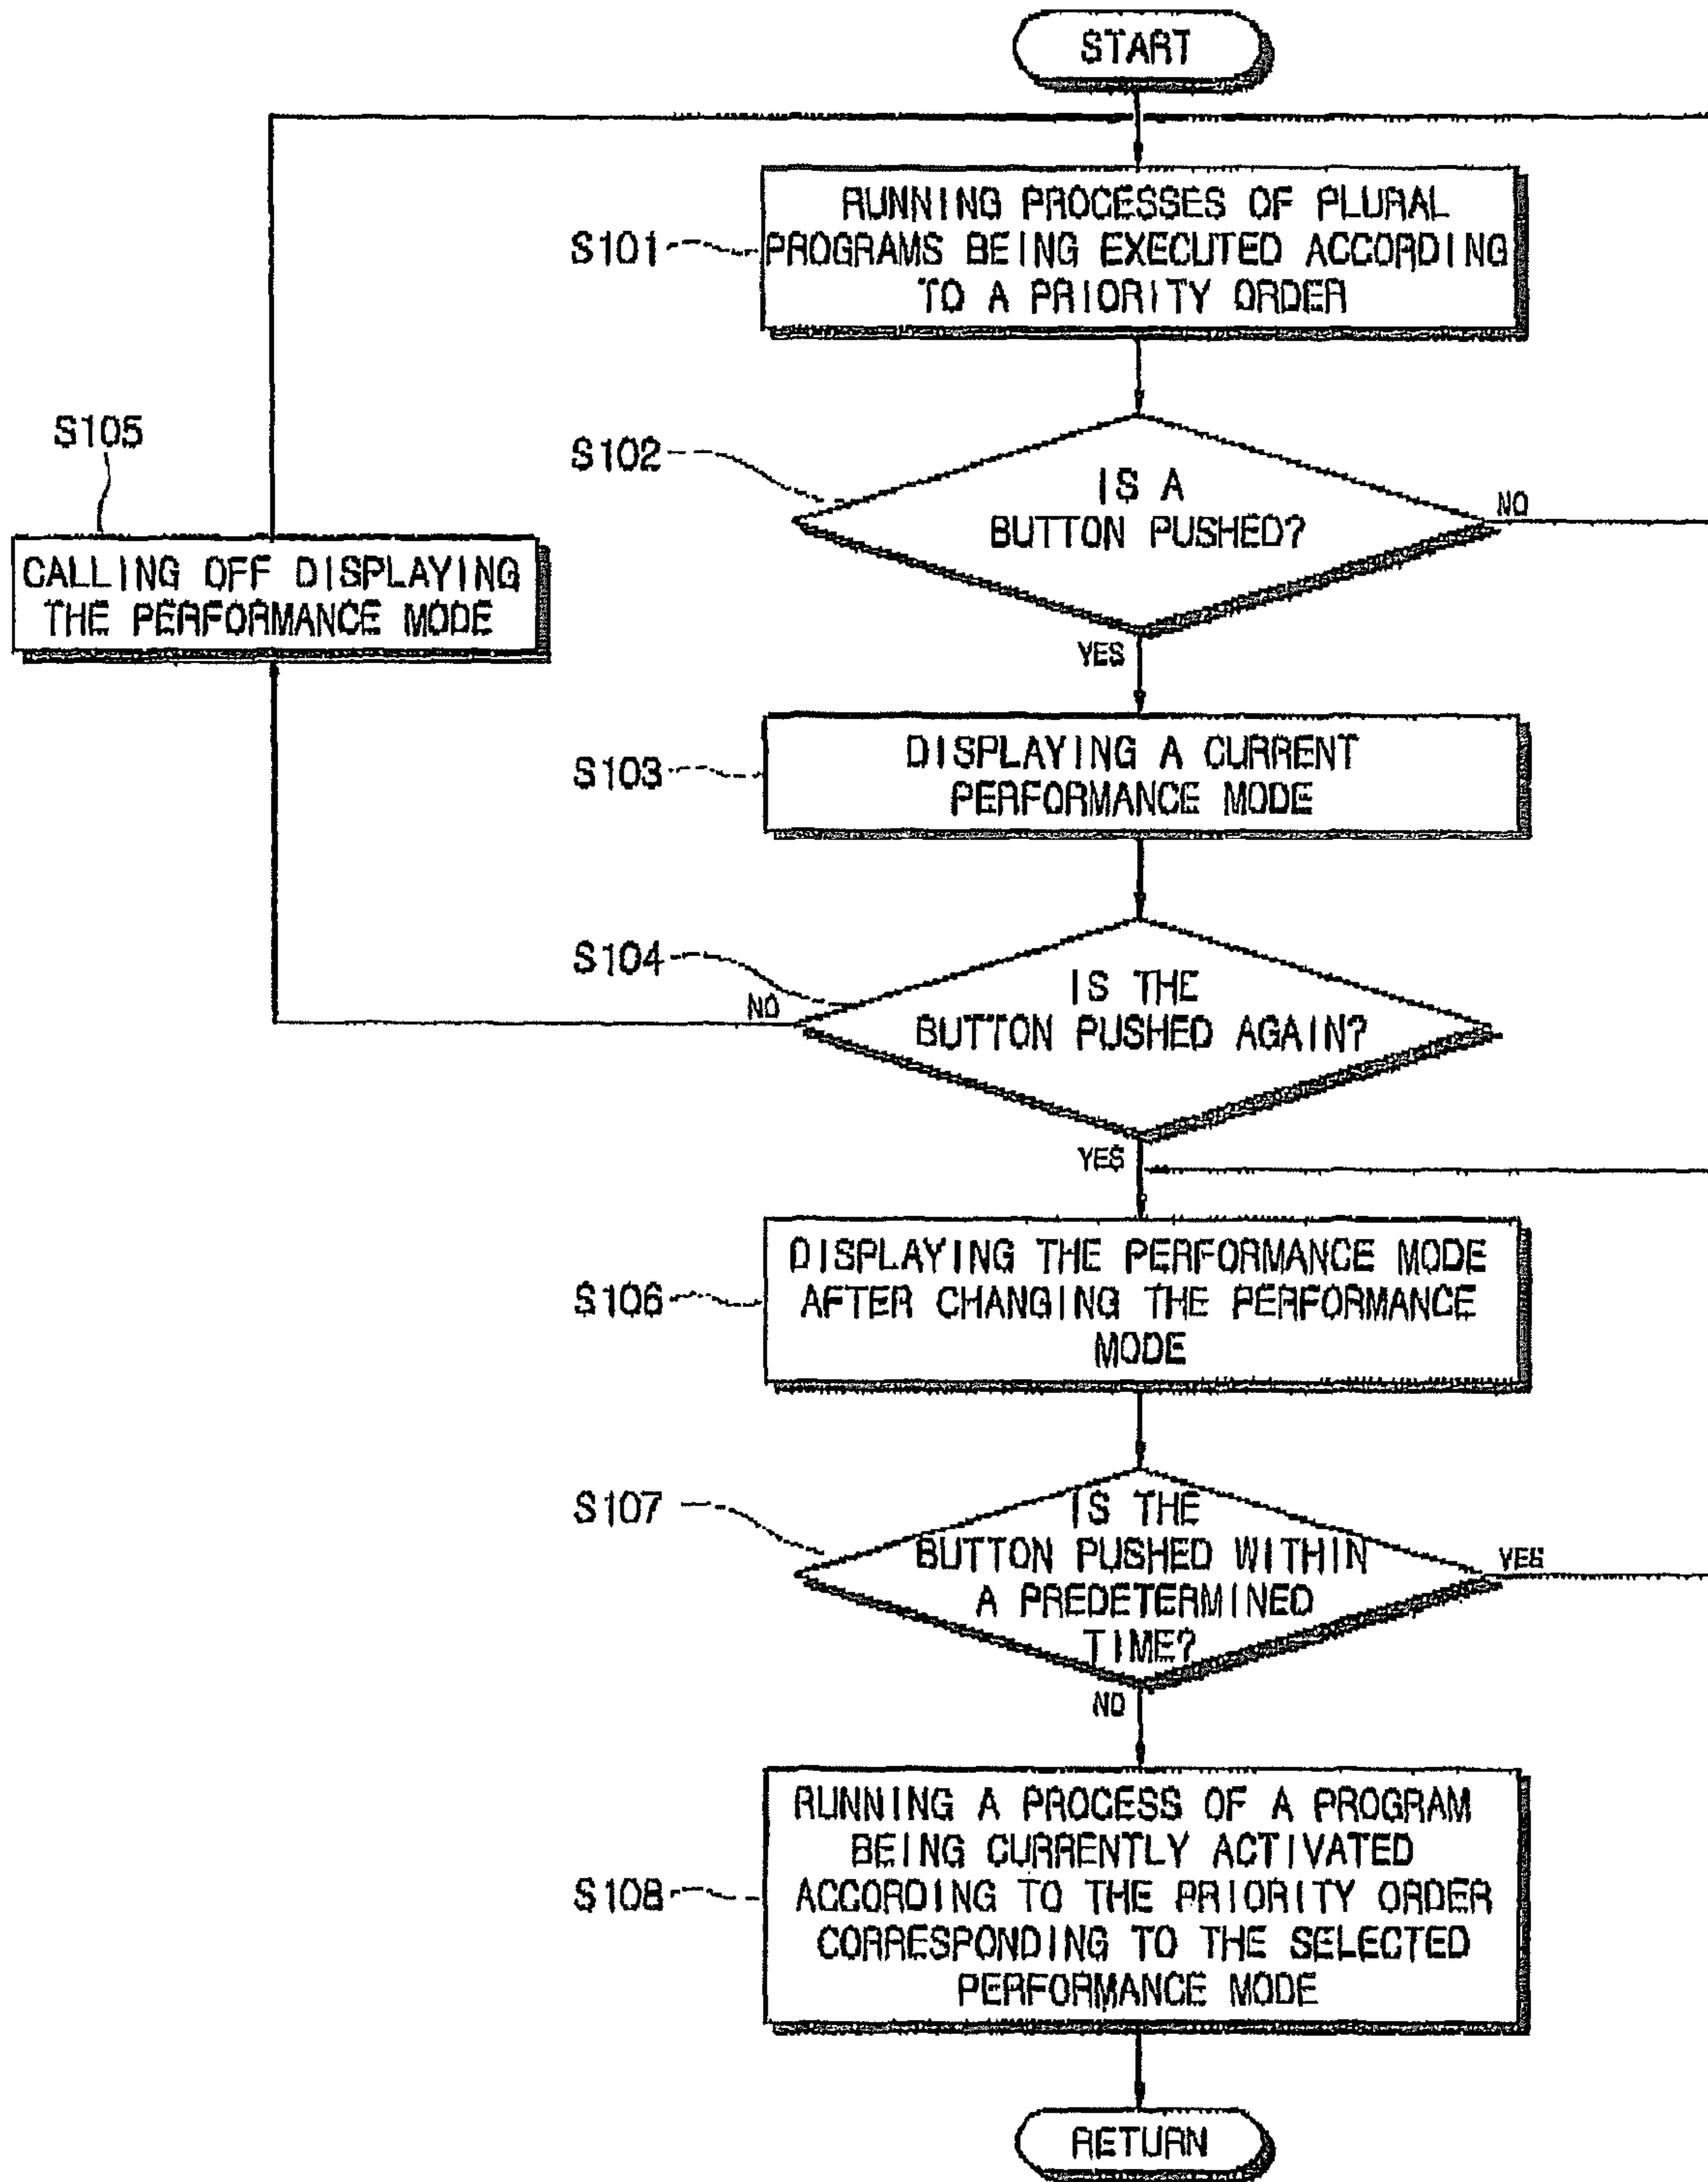 START
S101
RUNNING PROCESSES OF PLURAL
PROGRAMS BEING EXECUTED ACCORDING
TO A PRIORITY ORDER
S102
IS A
BUTTON PUSHED?
NO
YES
S105
CALLING OFF DISPLAYING
THE PERFORMANCE MODE
S103
DISPLAYING A CURRENT
PERFORMANCE MODE
S104
IS THE
BUTTON PUSHED AGAIN?
NO
YES
S106
DISPLAYING THE PERFORMANCE MODE
AFTER CHANGING THE PERFORMANCE
MODE
S107
IS THE
BUTTON PUSHED WITHIN
A PREDETERMINED
TIME?
YES
NO
S108
RUNNING A PROCESS OF A PROGRAM
BEING CURRENTLY ACTIVATED
ACCORDING TO THE PRIORITY ORDER
CORRESPONDING TO THE SELECTED
PERFORMANCE MODE
RETURN